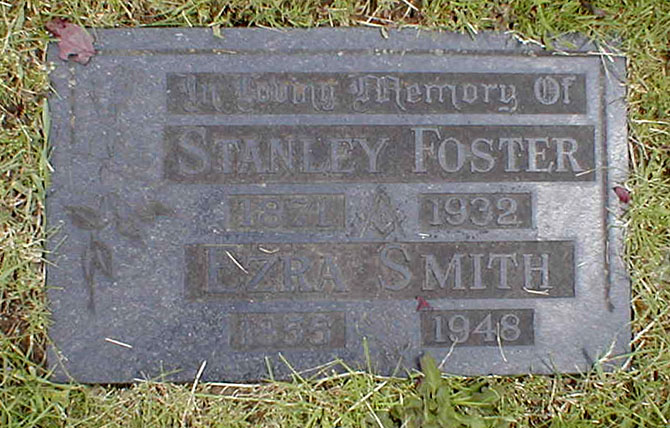 In Loving Memory Of
STANLEY FOSTER
1871 1932
EZRA SMITH
1948